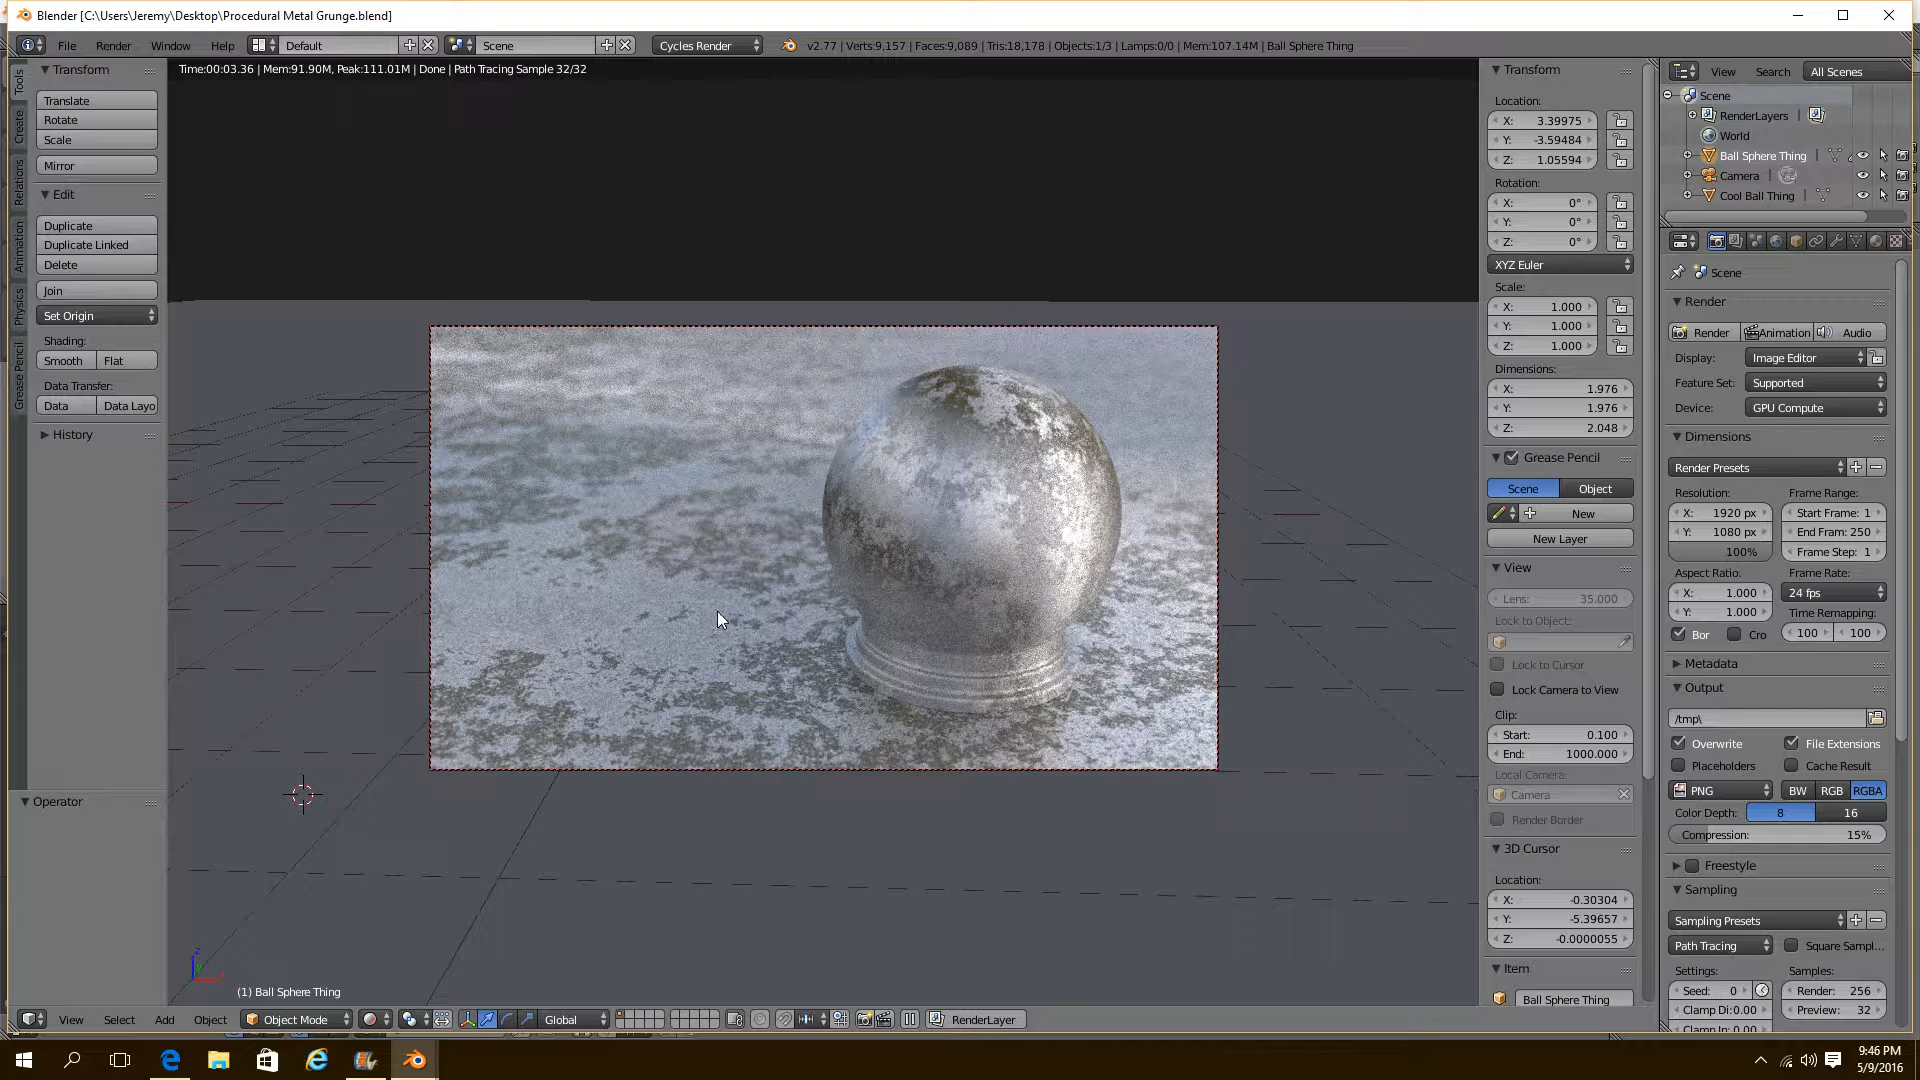 Blender [C:\Users\Jeremy\Desktop\Procedural Metal Grunge.blend]
File Render Window Help Default Scene Cycles Render v2.77 | Verts:9,157 | Faces:9,089 | Tris:18,178 | Objects:1/3 | Lamps:0/0 | Mem:107.14M | Ball Sphere Thing
Time:00:03.36 | Mem:91.90M, Peak:111.01M | Done | Path Tracing Sample 32/32
Tools
Create
Relations
Animation
Physics
Grease Pencil
Transform
Translate
Rotate
Scale
Mirror
Edit
Duplicate
Duplicate Linked
Delete
Join
Set Origin
Shading:
Smooth Flat
Data Transfer:
Data Data Layo
History
Operator
(1) Ball Sphere Thing
View Select Add Object Object Mode Global RenderLayer
Transform
Location:
X: 3.39975
Y: -3.59484
Z: 1.05594
Rotation:
X: 0°
Y: 0°
Z: 0°
XYZ Euler
Scale:
X: 1.000
Y: 1.000
Z: 1.000
Dimensions:
X: 1.976
Y: 1.976
Z: 2.048
Grease Pencil
Scene Object
New
New Layer
View
Lens: 35.000
Lock to Object:
Lock to Cursor
Lock Camera to View
Clip:
Start: 0.100
End: 1000.000
Local Camera:
Camera
Render Border
3D Cursor
Location:
X: -0.30304
Y: -5.39657
Z: -0.0000055
Item
Ball Sphere Thing
View Search All Scenes
Scene
RenderLayers
World
Ball Sphere Thing
Camera
Cool Ball Thing
Scene
Render
Render Animation Audio
Display: Image Editor
Feature Set: Supported
Device: GPU Compute
Dimensions
Render Presets
Resolution: Frame Range:
X: 1920 px Start Frame: 1
Y: 1080 px End Fram: 250
100% Frame Step: 1
Aspect Ratio: Frame Rate:
X: 1.000 24 fps
Y: 1.000 Time Remapping:
Bor Cro 100 100
Metadata
Output
/tmp\
Overwrite File Extensions
Placeholders Cache Result
PNG BW RGB RGBA
Color Depth: 8 16
Compression: 15%
Freestyle
Sampling
Sampling Presets
Path Tracing Square Sampl...
Settings: Samples:
Seed: 0 Render: 256
Clamp Di:0.00 Preview: 32
Clamp In: 0.00
9:46 PM
5/9/2016